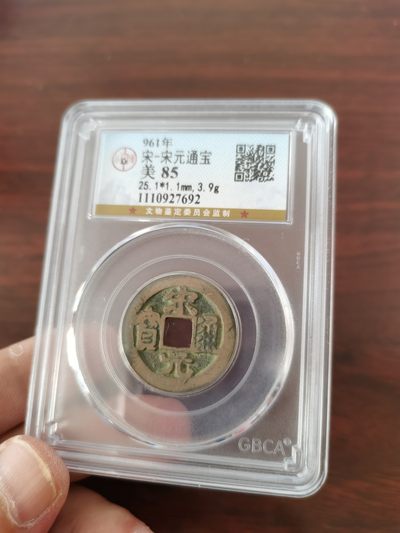 961年
宋·宋元通宝
美 85
25.1*1.1mm,3.9g
1110927692
★ 文物鉴定委员会监制 ★
宋
寳 通
元
GBCA®